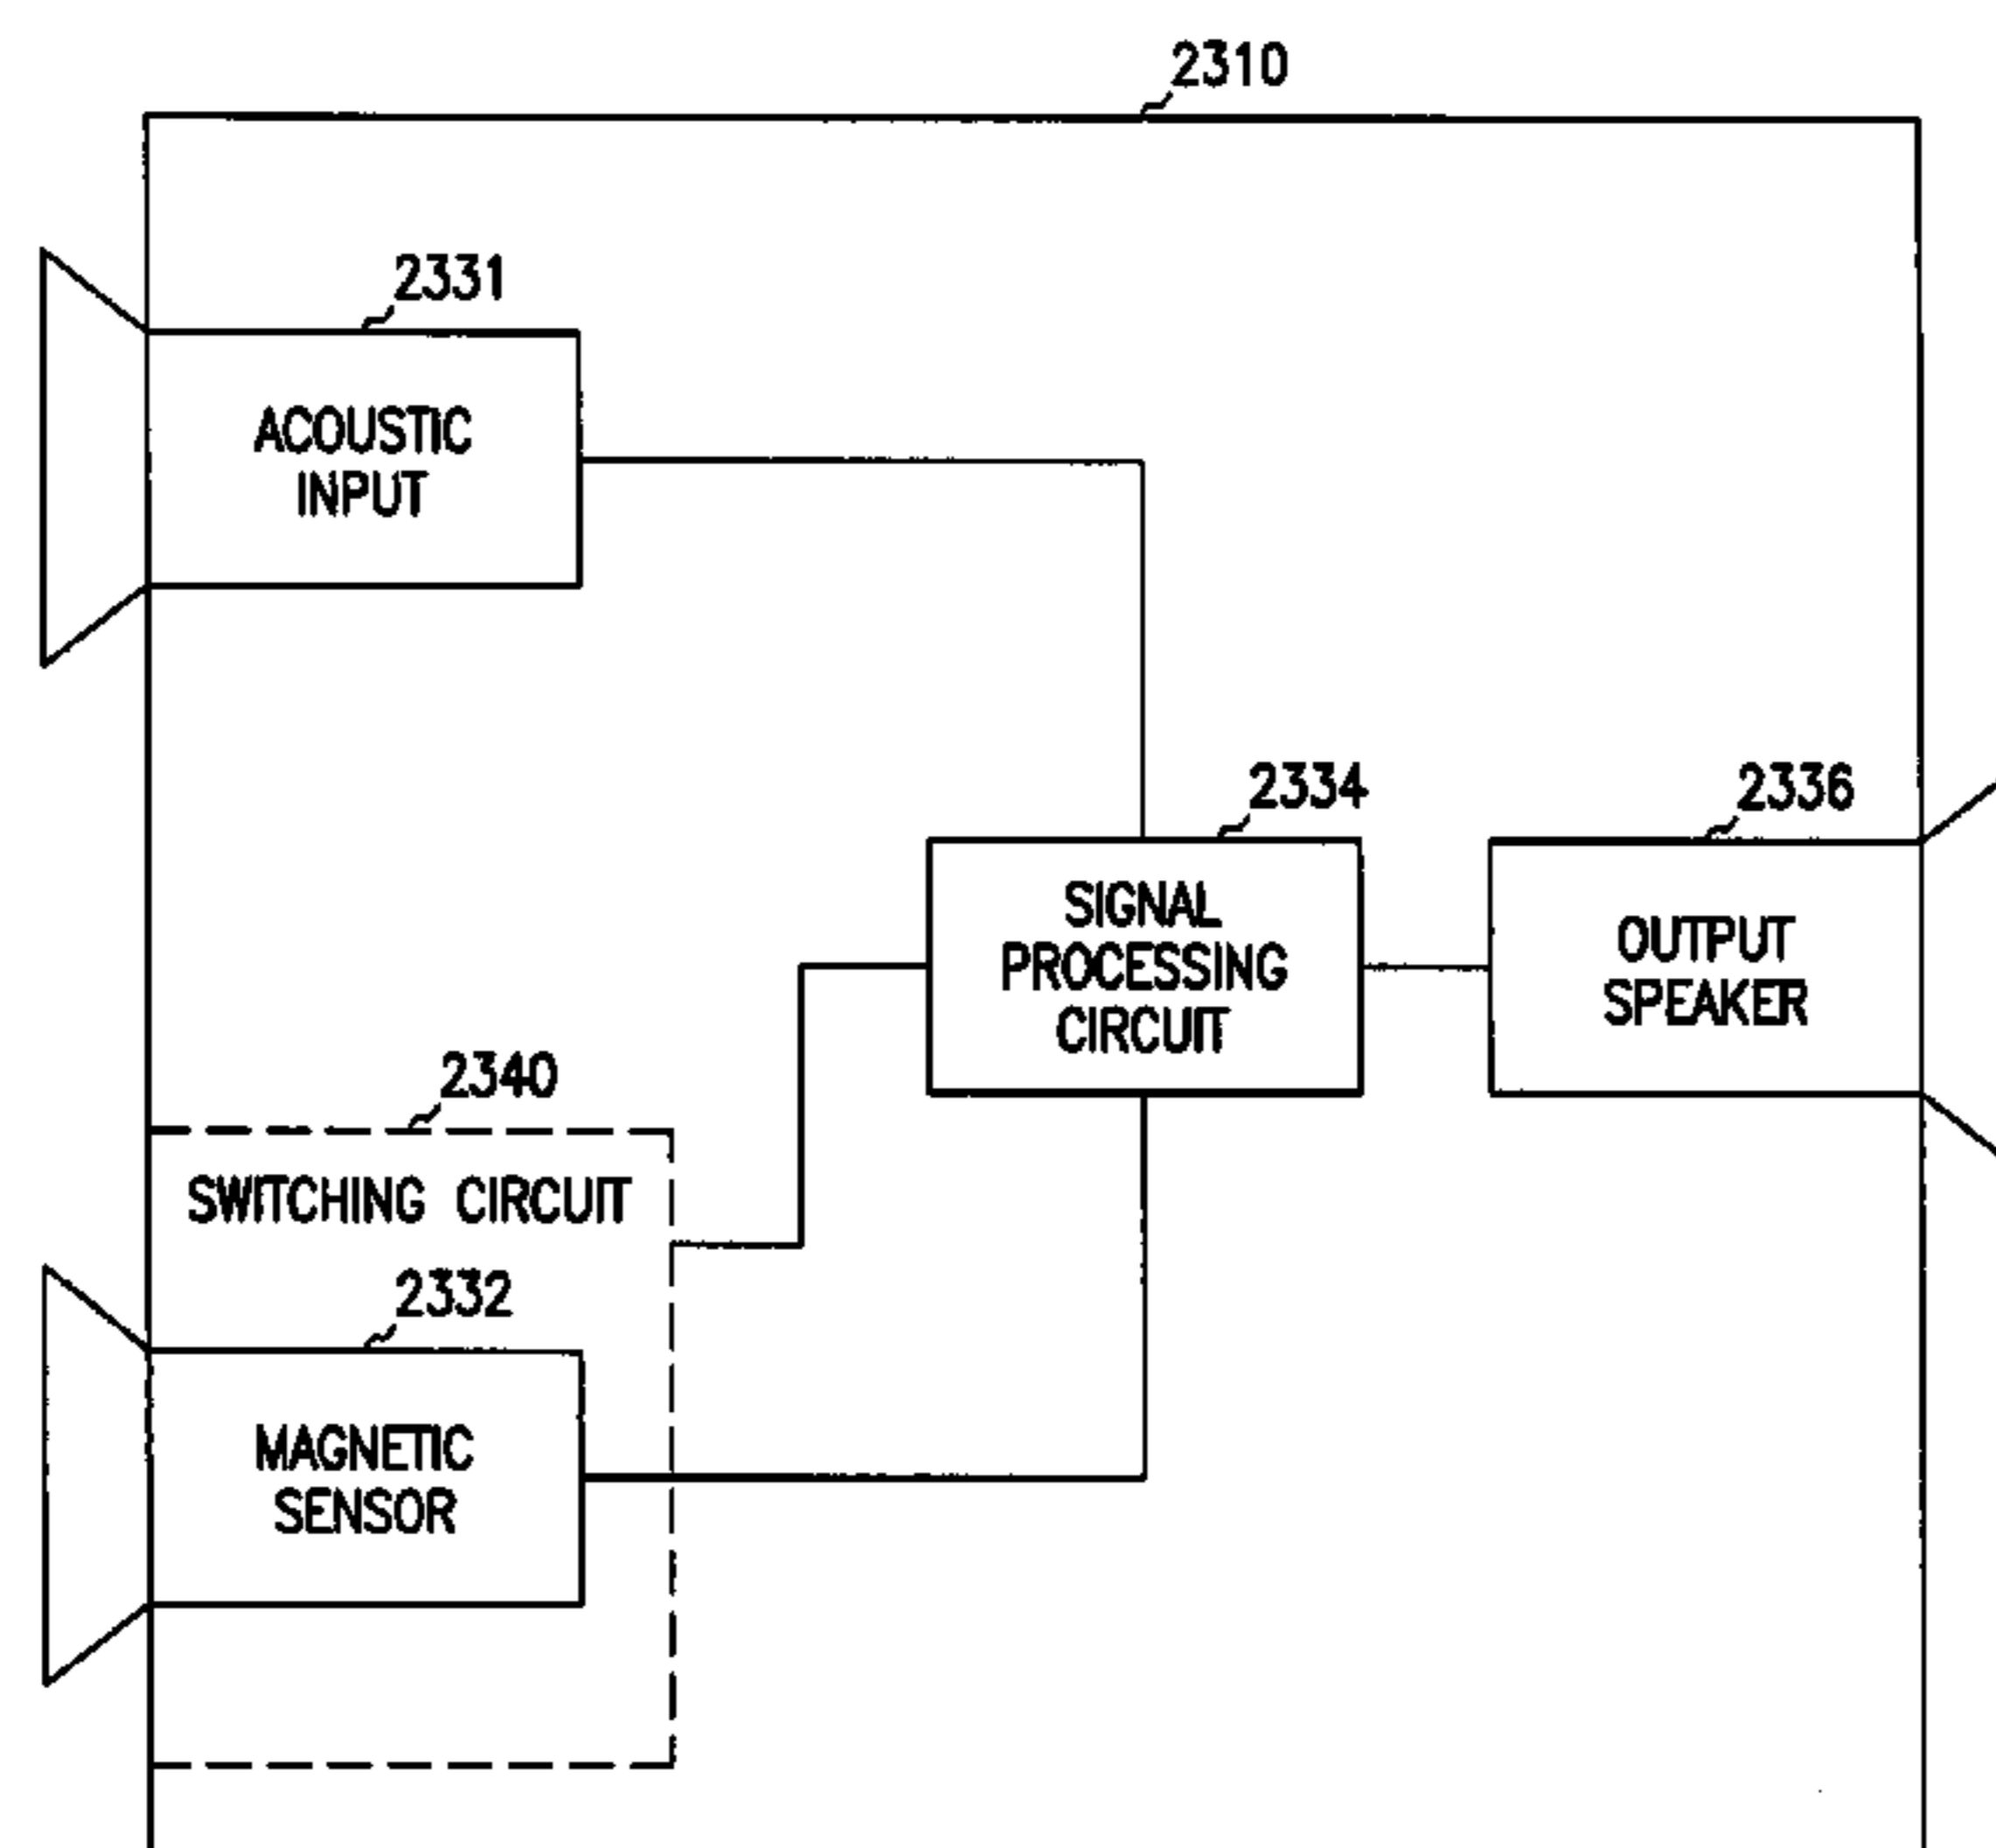 2310
2331
ACOUSTIC
INPUT
2334
SIGNAL
PROCESSING
CIRCUIT
2336
OUTPUT
SPEAKER
2340
SWITCHING CIRCUIT
2332
MAGNETIC
SENSOR